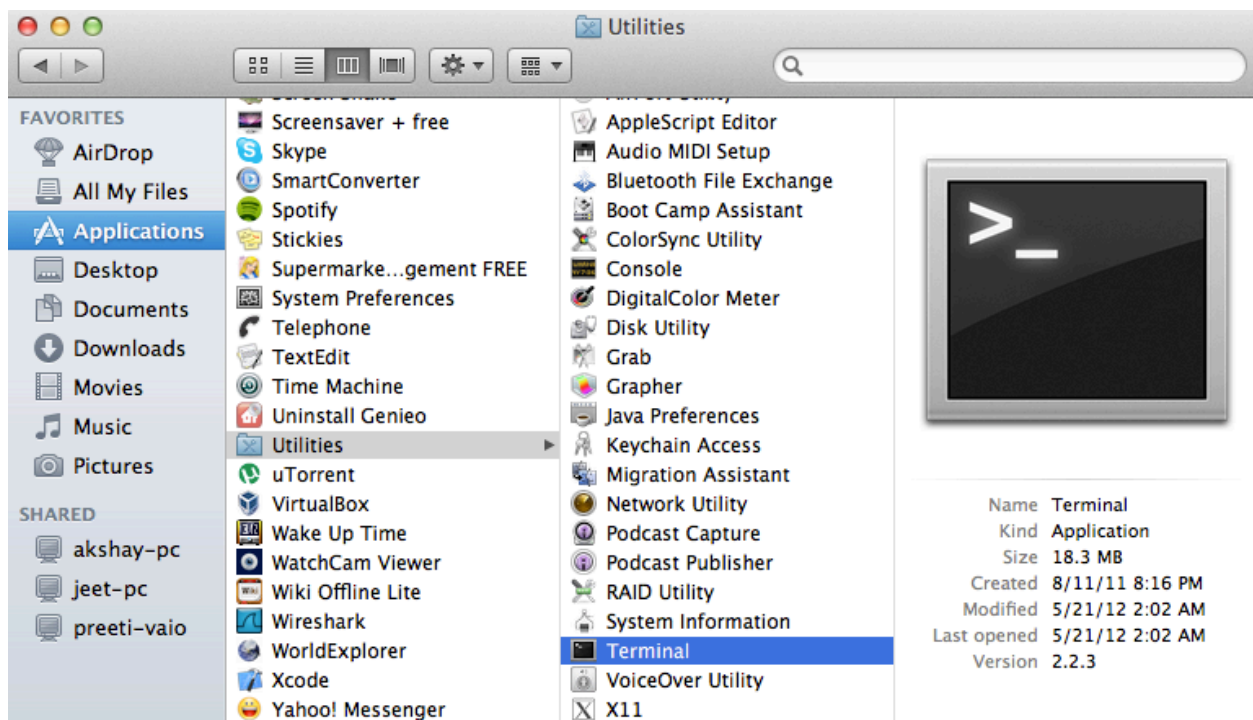 Utilities
FAVORITES
AirDrop
All My Files
Applications
Desktop
Documents
Downloads
Movies
Music
Pictures
SHARED
akshay-pc
jeet-pc
preeti-vaio
Screensaver + free
Skype
SmartConverter
Spotify
Stickies
Supermarke...gement FREE
System Preferences
Telephone
TextEdit
Time Machine
Uninstall Genieo
Utilities
uTorrent
VirtualBox
Wake Up Time
WatchCam Viewer
Wiki Offline Lite
Wireshark
WorldExplorer
Xcode
Yahoo! Messenger
AppleScript Editor
Audio MIDI Setup
Bluetooth File Exchange
Boot Camp Assistant
ColorSync Utility
Console
DigitalColor Meter
Disk Utility
Grab
Grapher
Java Preferences
Keychain Access
Migration Assistant
Network Utility
Podcast Capture
Podcast Publisher
RAID Utility
System Information
Terminal
VoiceOver Utility
X11
>_
Name Terminal
Kind Application
Size 18.3 MB
Created 8/11/11 8:16 PM
Modified 5/21/12 2:02 AM
Last opened 5/21/12 2:02 AM
Version 2.2.3